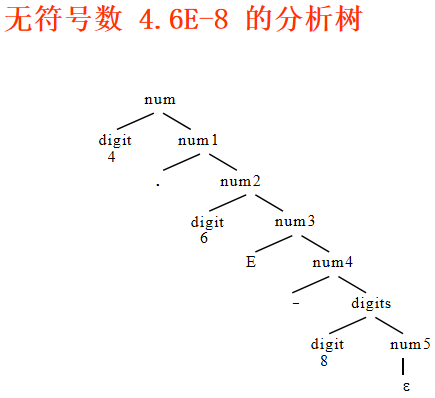 无符号数 4.6E-8 的分析树
num
digit num1
4
. num2
digit num3
6
E num4
- digits
digit num5
8
ε